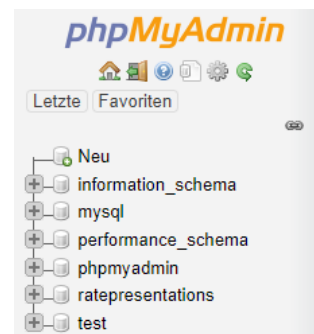 phpMyAdmin
Letzte Favoriten
Neu
information_schema
mysql
performance_schema
phpmyadmin
ratepresentations
test